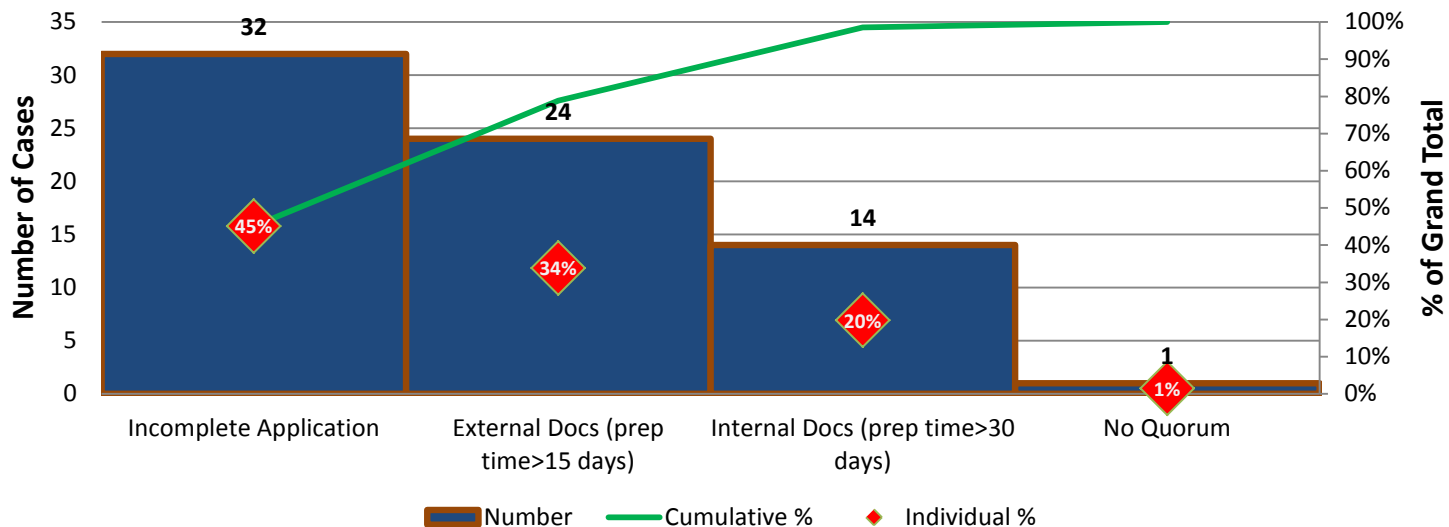 Number of Cases
35
30
25
20
15
10
5
0
32
24
14
1
45%
34%
20%
1%
100%
90%
80%
70%
60%
50%
40%
30%
20%
10%
0%
% of Grand Total
Incomplete Application
External Docs (prep
time>15 days)
Internal Docs (prep time>30
days)
No Quorum
Number
Cumulative %
Individual %